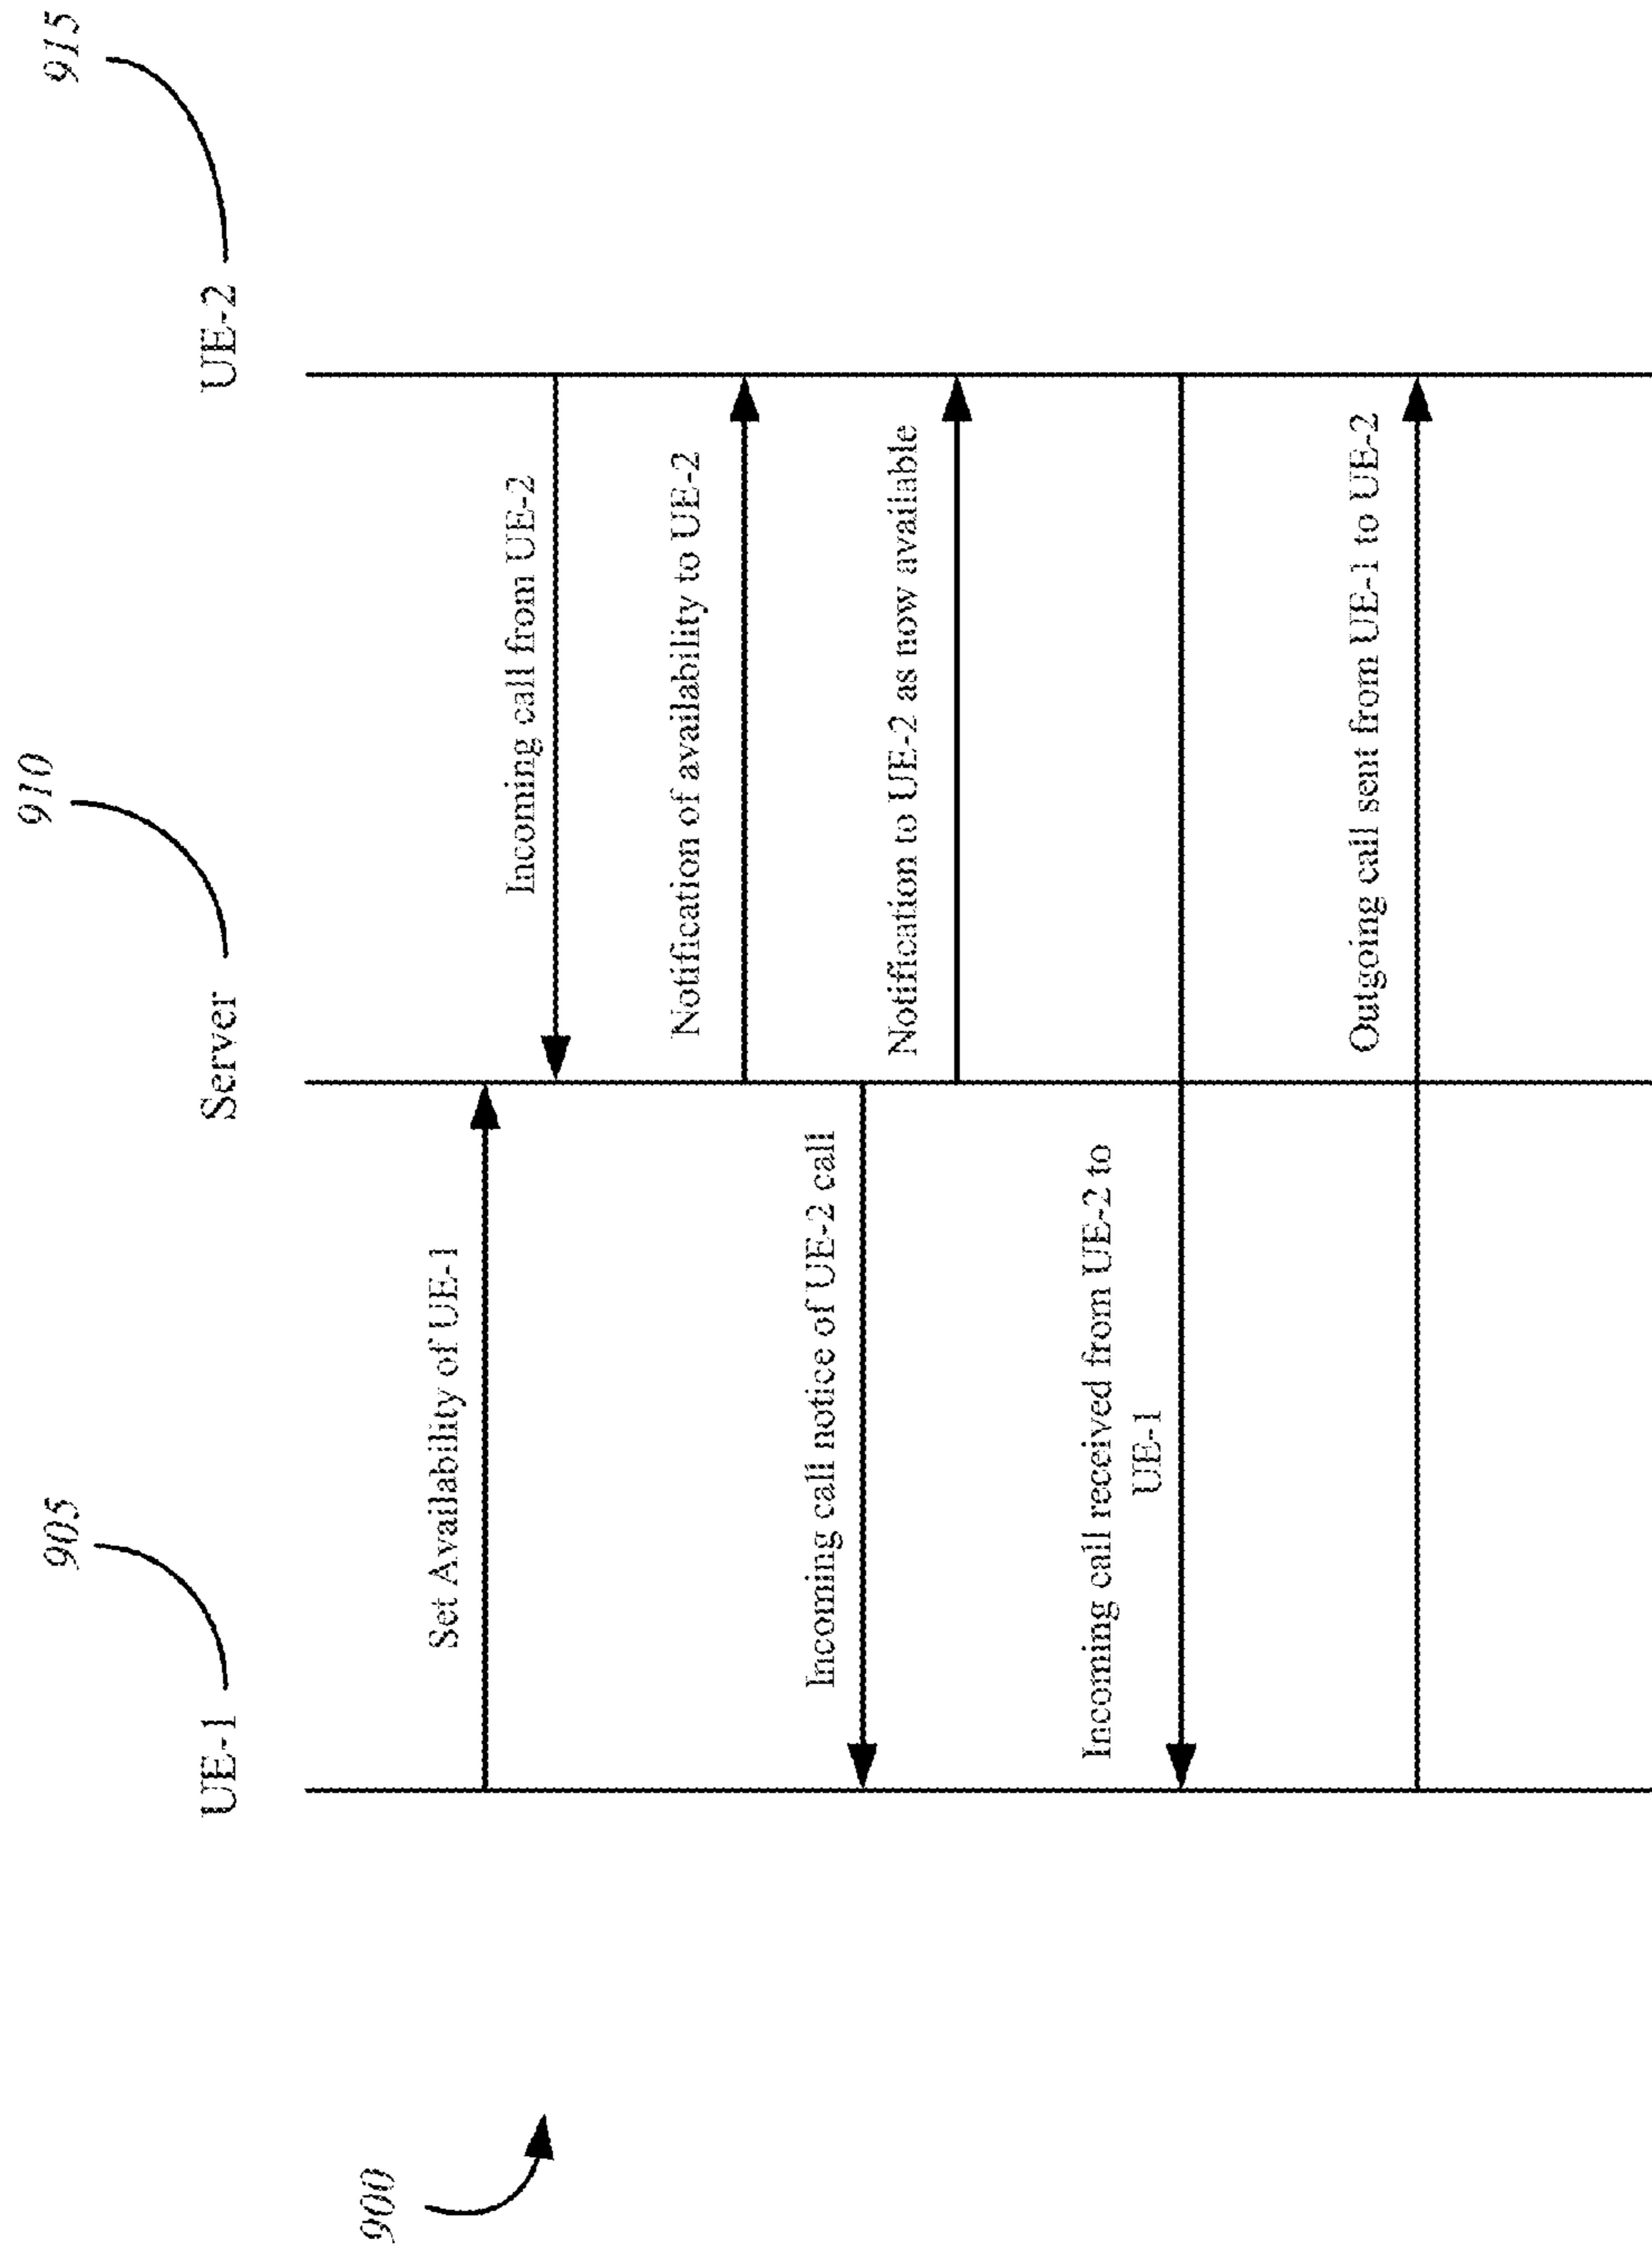 905
910
915
UE-1
Server
UE-2
900
Set Availability of UE-1
Incoming call from UE-2
Notification of availability to UE-2
Incoming call notice of UE-2 call
Notification to UE-2 as now available
Incoming call received from UE-2 to
UE-1
Outgoing call sent from UE-1 to UE-2